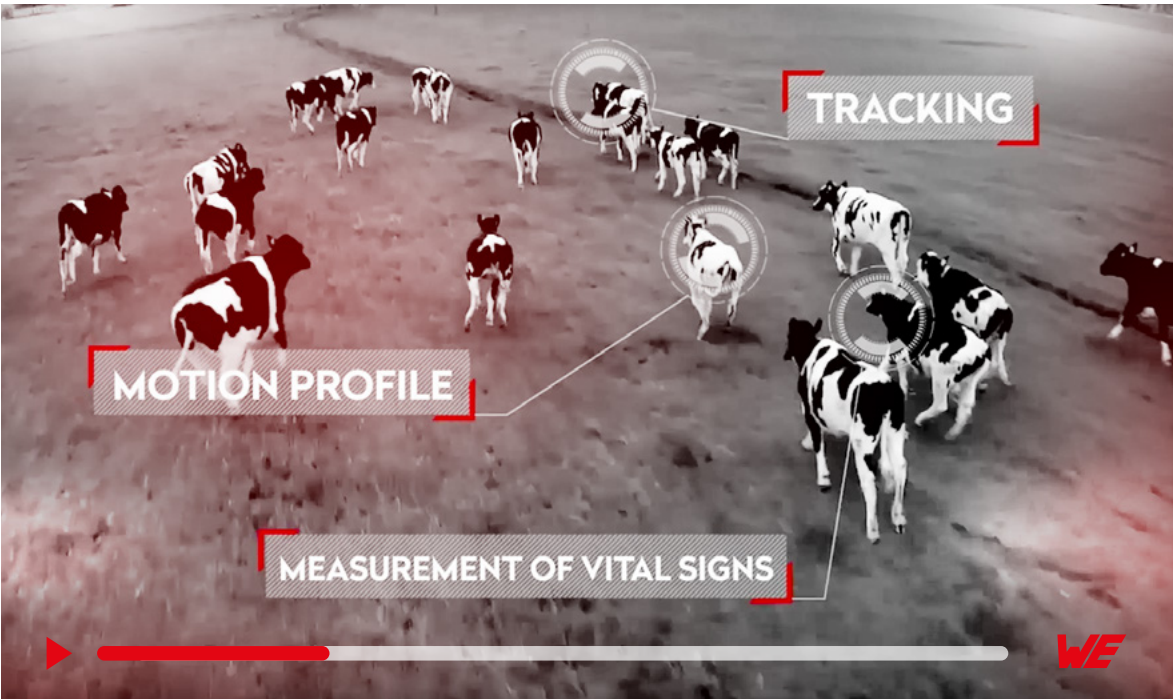 TRACKING
MOTION PROFILE
MEASUREMENT OF VITAL SIGNS
WE